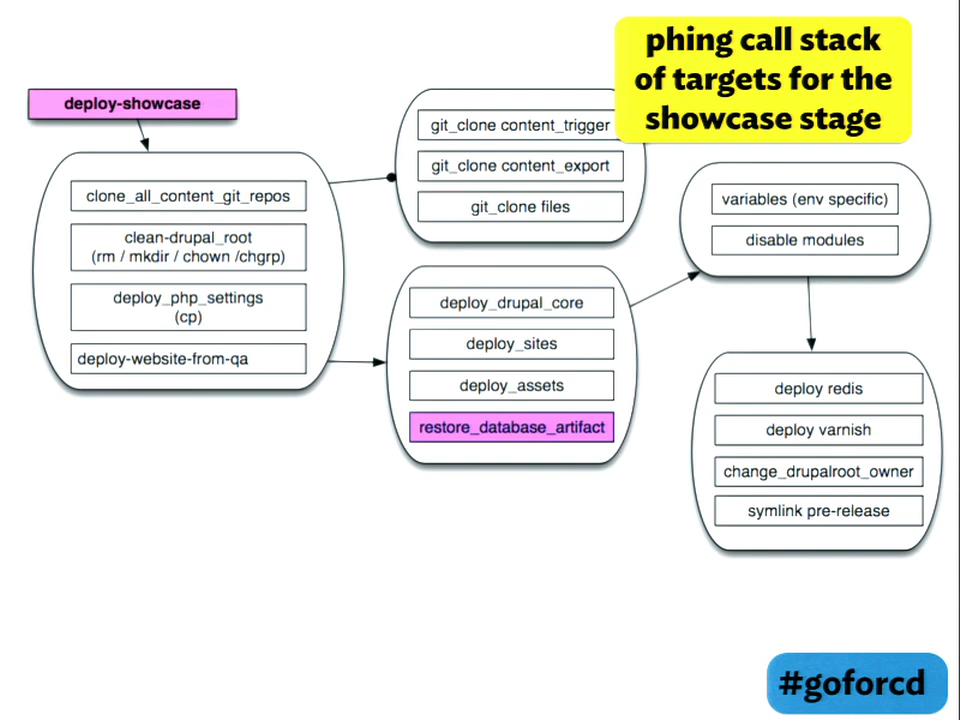 phing call stack
of targets for the
showcase stage
deploy-showcase
clone_all_content_git_repos
clean-drupal_root
(rm / mkdir / chown /chgrp)
deploy_php_settings
(cp)
deploy-website-from-qa
git_clone content_trigger
git_clone content_export
git_clone files
deploy_drupal_core
deploy_sites
deploy_assets
restore_database_artifact
variables (env specific)
disable modules
deploy redis
deploy varnish
change_drupalroot_owner
symlink pre-release
#goforcd